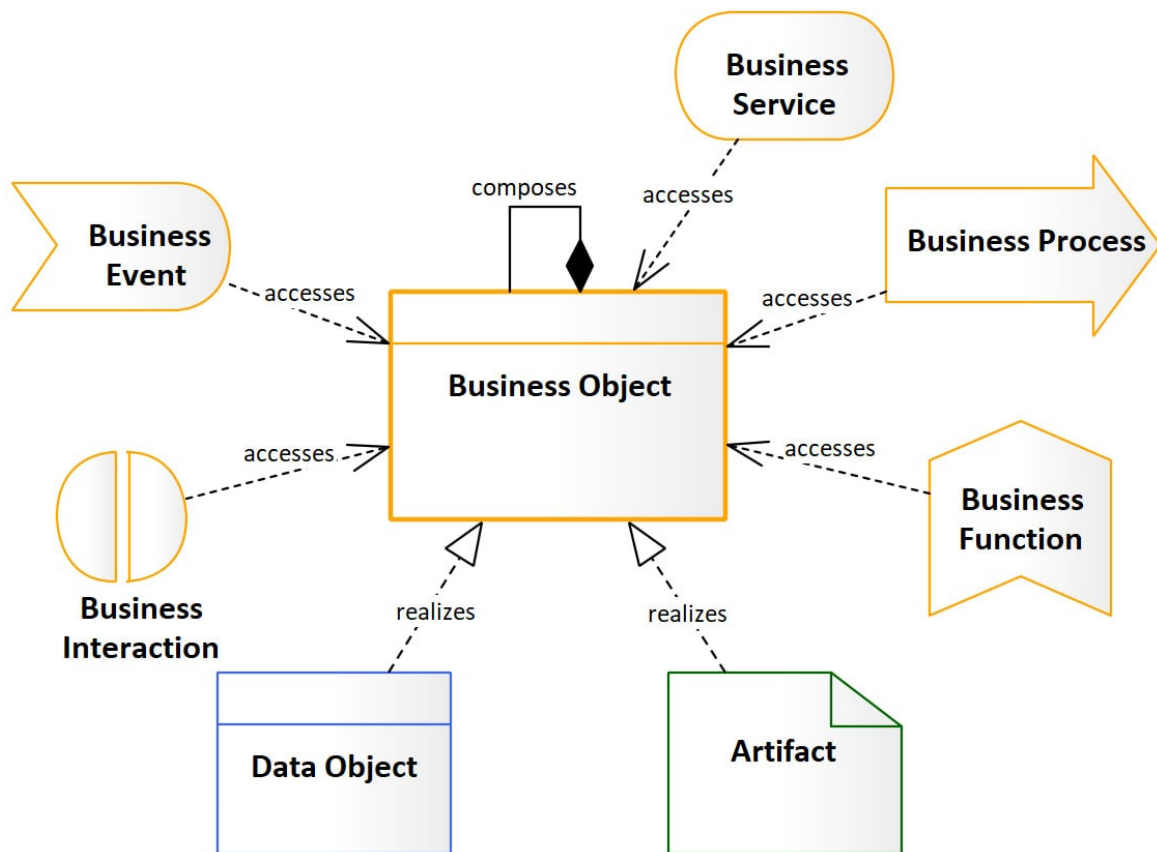 Business
Service
composes
accesses
Business
Event
Business Process
accesses
accesses
Business Object
accesses
accesses
Business
Function
Business
Interaction
realizes
realizes
Data Object
Artifact